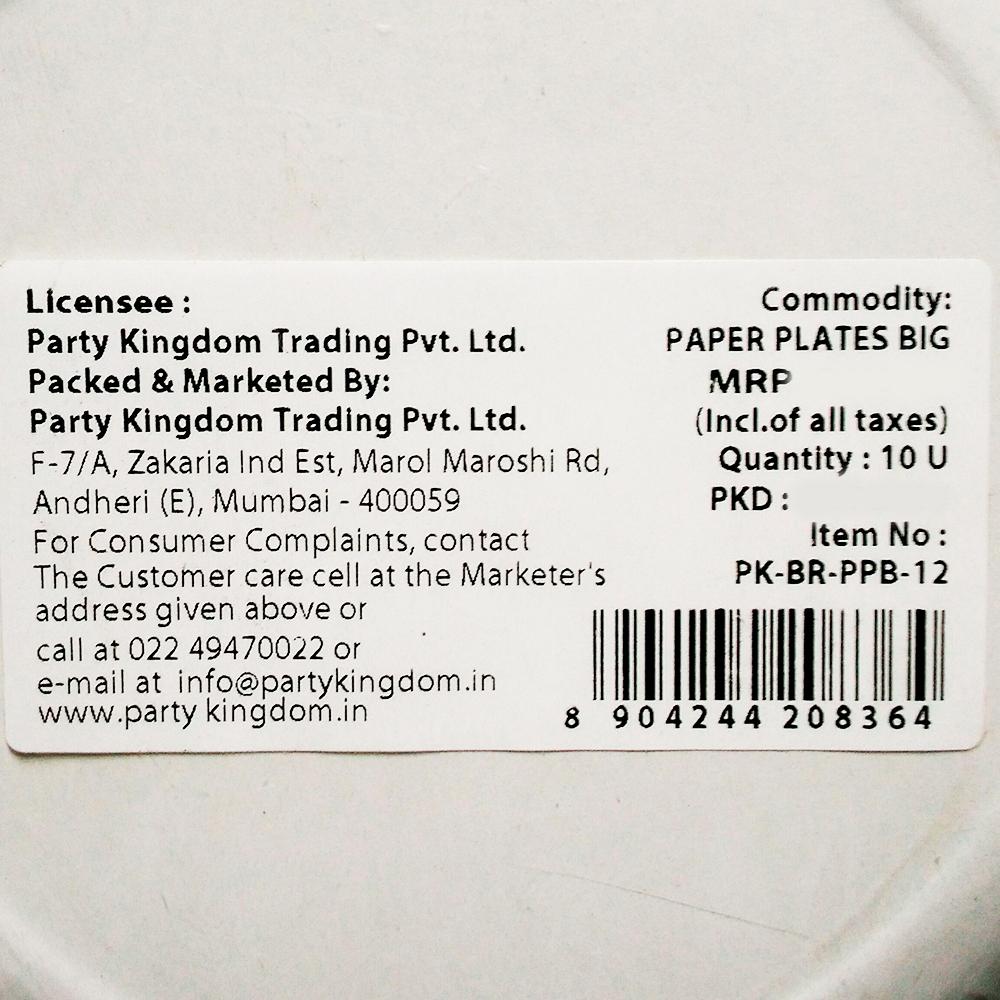 Licensee :
Party Kingdom Trading Pvt. Ltd.
Packed & Marketed By:
Party Kingdom Trading Pvt. Ltd.
F-7/A, Zakaria Ind Est, Marol Maroshi Rd,
Andheri (E), Mumbai - 400059
For Consumer Complaints, contact
The Customer care cell at the Marketer's
address given above or
call at 022 49470022 or
e-mail at info@partykingdom.in
www.party kingdom.in
Commodity:
PAPER PLATES BIG
MRP
(Incl.of all taxes)
Quantity : 10 U
PKD :
Item No :
PK-BR-PPB-12
8 904244 208364